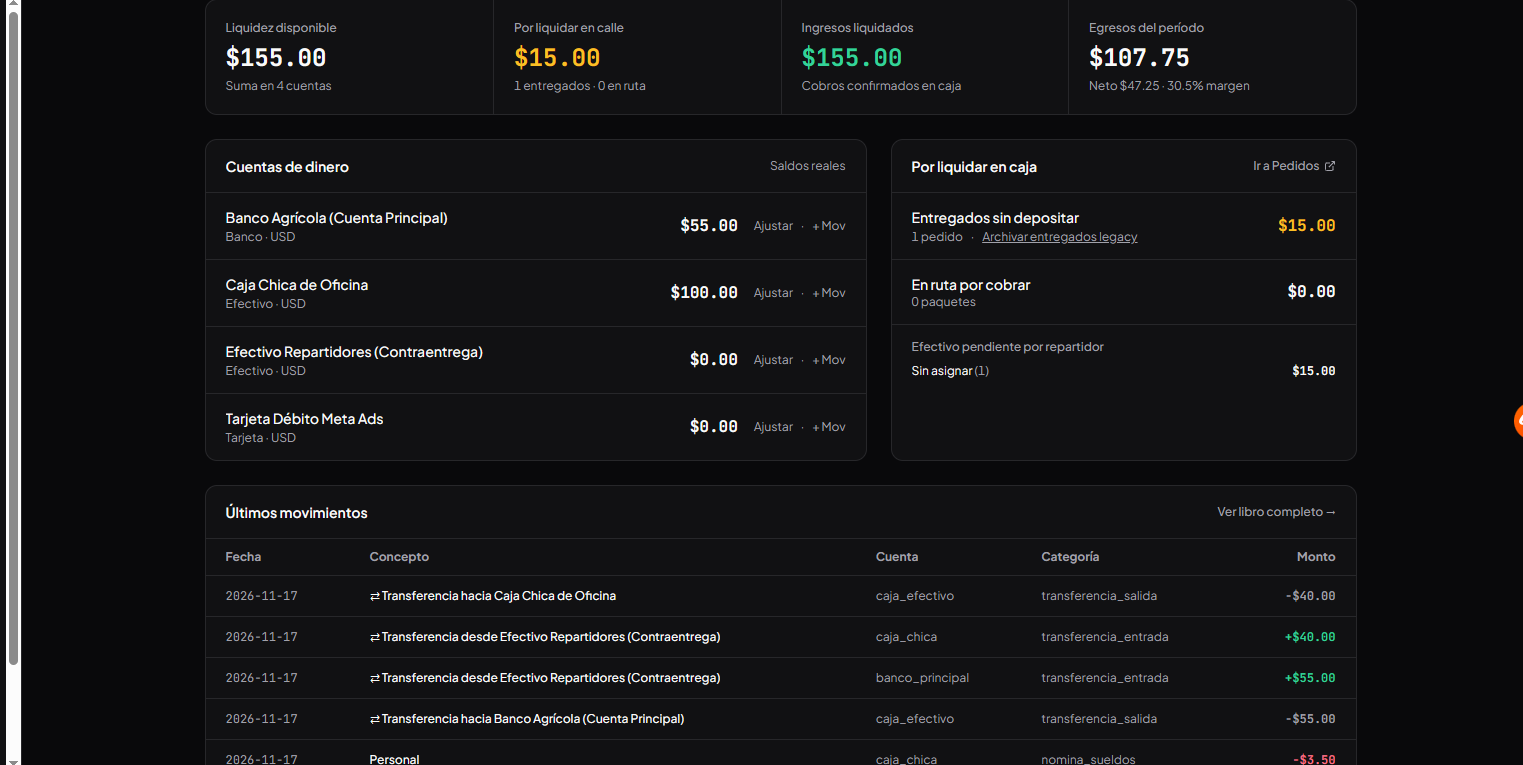 Liquidez disponible
$155.00
Suma en 4 cuentas
Por liquidar en calle
$15.00
1 entregados · 0 en ruta
Ingresos liquidados
$155.00
Cobros confirmados en caja
Egresos del período
$107.75
Neto $47.25 · 30.5% margen
Cuentas de dinero
Saldos reales
Banco Agrícola (Cuenta Principal)
Banco · USD
$55.00 Ajustar · + Mov
Caja Chica de Oficina
Efectivo · USD
$100.00 Ajustar · + Mov
Efectivo Repartidores (Contraentrega)
Efectivo · USD
$0.00 Ajustar · + Mov
Tarjeta Débito Meta Ads
Tarjeta · USD
$0.00 Ajustar · + Mov
Por liquidar en caja
Ir a Pedidos
Entregados sin depositar
1 pedido · Archivar entregados legacy
$15.00
En ruta por cobrar
0 paquetes
$0.00
Efectivo pendiente por repartidor
Sin asignar (1) $15.00
Últimos movimientos
Ver libro completo →
Fecha Concepto Cuenta Categoría Monto
2026-11-17 ⇄ Transferencia hacia Caja Chica de Oficina caja_efectivo transferencia_salida -$40.00
2026-11-17 ⇄ Transferencia desde Efectivo Repartidores (Contraentrega) caja_chica transferencia_entrada +$40.00
2026-11-17 ⇄ Transferencia desde Efectivo Repartidores (Contraentrega) banco_principal transferencia_entrada +$55.00
2026-11-17 ⇄ Transferencia hacia Banco Agrícola (Cuenta Principal) caja_efectivo transferencia_salida -$55.00
2026-11-17 Personal caja_chica nomina_sueldos -$3.50